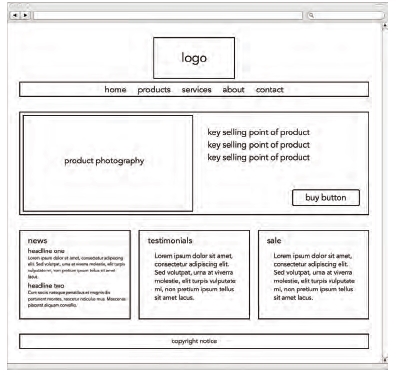 logo
home products services about contact
product photography
key selling point of product
key selling point of product
key selling point of product
buy button
news
headline one
Lorem ipsum dolor sit amet, consectetur adipiscing
elit. Sed volutpat, urna at viverra molestie, elit turpis
vulputate mi, non pretium ipsum tellus sit amet
lacus.
headline two
Cum sociis natoque penatibus et magnis dis
parturient montes, nascetur ridiculus mus. Maecenas
placerat aliquam convallis.
testimonials
Lorem ipsum dolor sit amet,
consectetur adipiscing elit.
Sed volutpat, urna at viverra
molestie, elit turpis vulputate
mi, non pretium ipsum tellus
sit amet lacus.
sale
Lorem ipsum dolor sit amet,
consectetur adipiscing elit.
Sed volutpat, urna at viverra
molestie, elit turpis vulputate
mi, non pretium ipsum tellus
sit amet lacus.
copyright notice